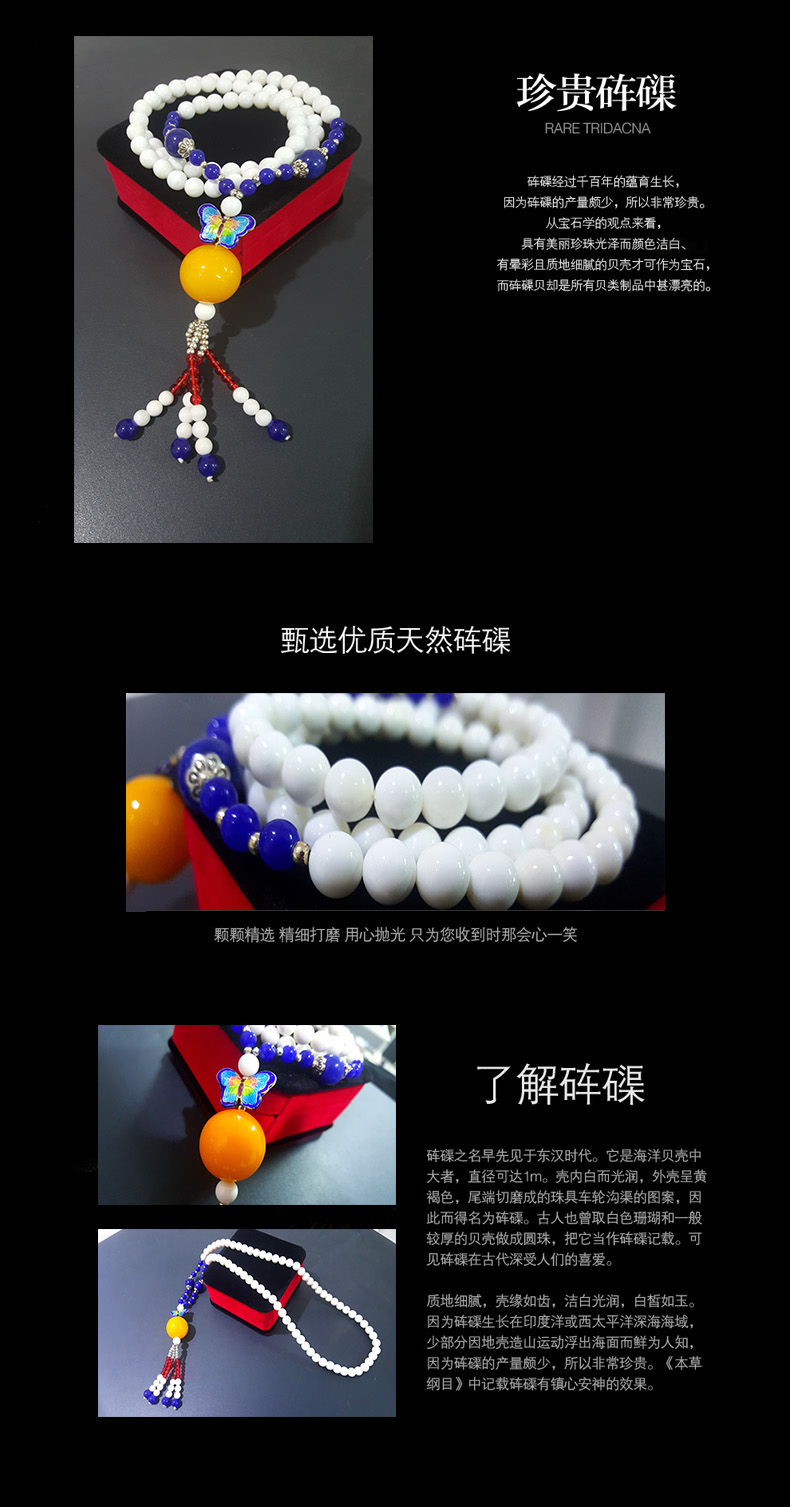 珍贵砗磲
RARE TRIDACNA
砗磲经过千百年的蕴育生长，
因为砗磲的产量颇少，所以非常珍贵。
从宝石学的观点来看，
具有美丽珍珠光泽而颜色洁白、
有晕彩且质地细腻的贝壳才可作为宝石，
而砗磲贝却是所有贝类制品中甚漂亮的。
甄选优质天然砗磲
颗颗精选 精细打磨 用心抛光 只为您收到时那会心一笑
了解砗磲
砗磲之名早先见于东汉时代。它是海洋贝壳中
大者，直径可达1m。壳内白而光润，外壳呈黄
褐色，尾端切磨成的珠具车轮沟渠的图案，因
此而得名为砗磲。古人也曾取白色珊瑚和一般
较厚的贝壳做成圆珠，把它当作砗磲记载。可
见砗磲在古代深受人们的喜爱。
质地细腻，壳缘如齿，洁白光润，白皙如玉。
因为砗磲生长在印度洋或西太平洋深海海域，
少部分因地壳造山运动浮出海面而鲜为人知，
因为砗磲的产量颇少，所以非常珍贵。《本草
纲目》中记载砗磲有镇心安神的效果。